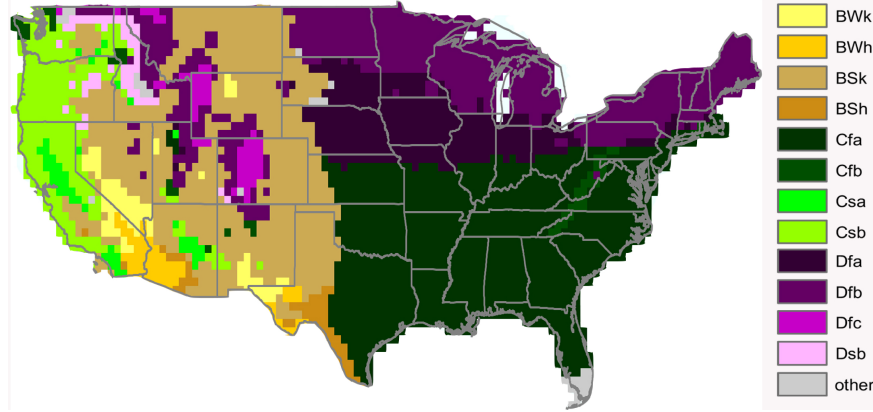 BWk
BWh
BSk
BSh
Cfa
Cfb
Csa
Csb
Dfa
Dfb
Dfc
Dsb
other